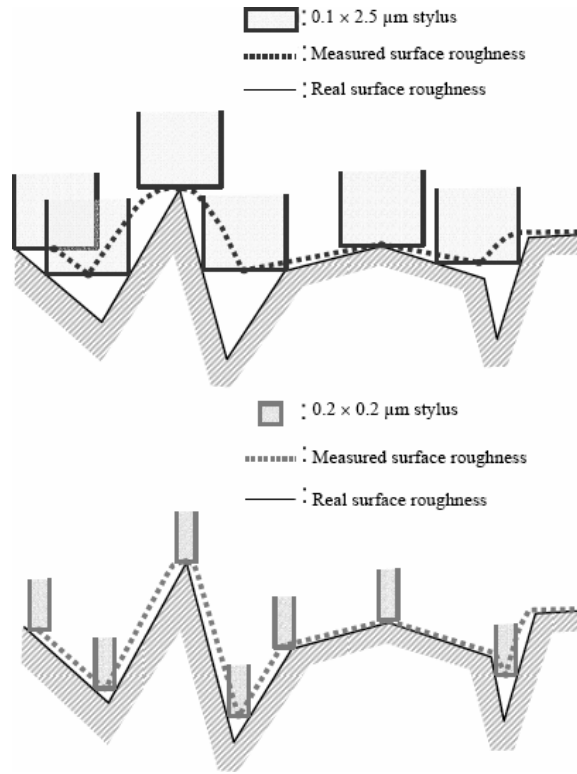 : 0.1 × 2.5 μm stylus
: Measured surface roughness
: Real surface roughness
: 0.2 × 0.2 μm stylus
: Measured surface roughness
: Real surface roughness